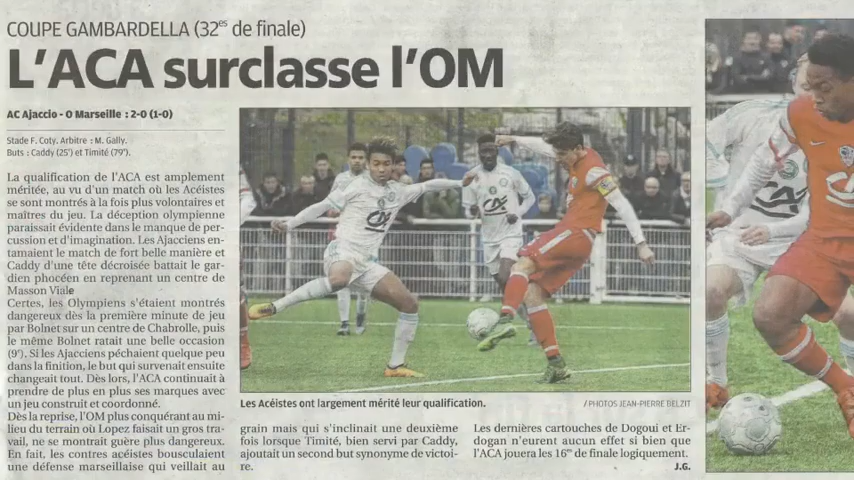 COUPE GAMBARDELLA (32es de finale)
L'ACA surclasse l'OM
AC Ajaccio - O Marseille : 2-0 (1-0)
Stade F. Coty. Arbitre : M. Gally.
Buts : Caddy (25') et Timité (79').
La qualification de l'ACA est amplement
méritée, au vu d'un match où les Acéistes
se sont montrés à la fois plus volontaires et
maîtres du jeu. La déception olympienne
paraissait évidente dans le manque de per-
cussion et d'imagination. Les Ajacciens en-
tamaient le match de fort belle manière et
Caddy d'une tête décroisée battait le gar-
dien phocéen en reprenant un centre de
Masson Viale
Certes, les Olympiens s'étaient montrés
dangereux dès la première minute de jeu
par Bolnet sur un centre de Chabrolle, puis
le même Bolnet ratait une belle occasion
(9'). Si les Ajacciens péchaient quelque peu
dans la finition, le but qui survenait ensuite
changeait tout. Dès lors, l'ACA continuait à
prendre de plus en plus ses marques avec
un jeu construit et coordonné.
Dès la reprise, l'OM plus conquérant au mi-
lieu du terrain où Lopez faisait un gros tra-
vail, ne se montrait guère plus dangereux.
En fait, les contres acéistes bousculaient
une défense marseillaise qui veillait au
CA
CA
Les Acéistes ont largement mérité leur qualification.
/ PHOTOS JEAN-PIERRE BELZIT
grain mais qui s'inclinait une deuxième
fois lorsque Timité, bien servi par Caddy,
ajoutait un second but synonyme de victoi-
re.
Les dernières cartouches de Dogoui et Er-
dogan n'eurent aucun effet si bien que
l'ACA jouera les 16es de finale logiquement.
J.G.